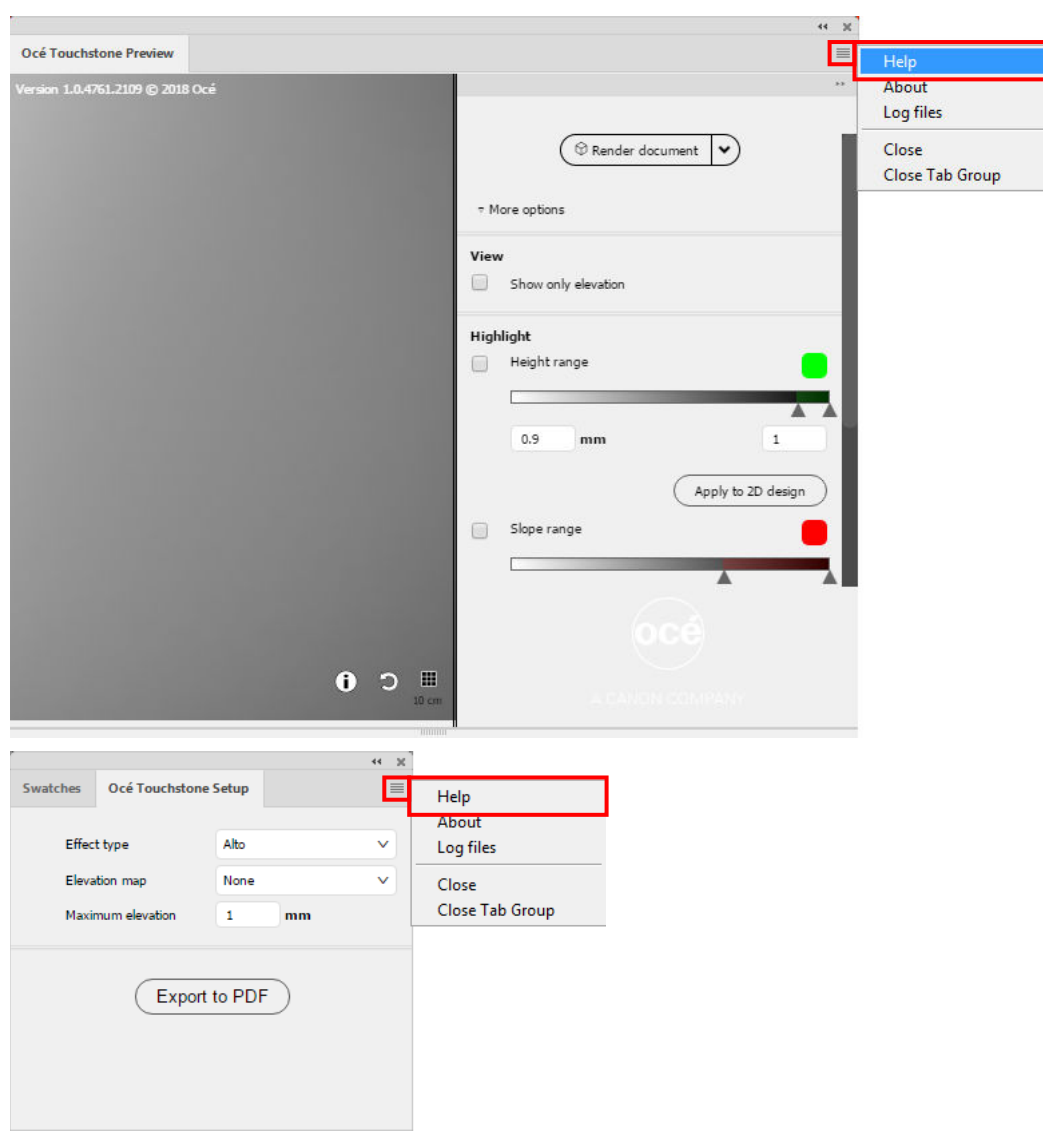 Océ Touchstone Preview
Help
About
Log files
Close
Close Tab Group
Version 1.0.4761.2109 © 2018 Océ
Render document
More options
View
Show only elevation
Highlight
Height range
0.9 mm 1
Apply to 2D design
Slope range
océ
A CANON COMPANY
10 cm
Swatches Océ Touchstone Setup
Help
About
Log files
Close
Close Tab Group
Effect type Alto
Elevation map None
Maximum elevation 1 mm
Export to PDF